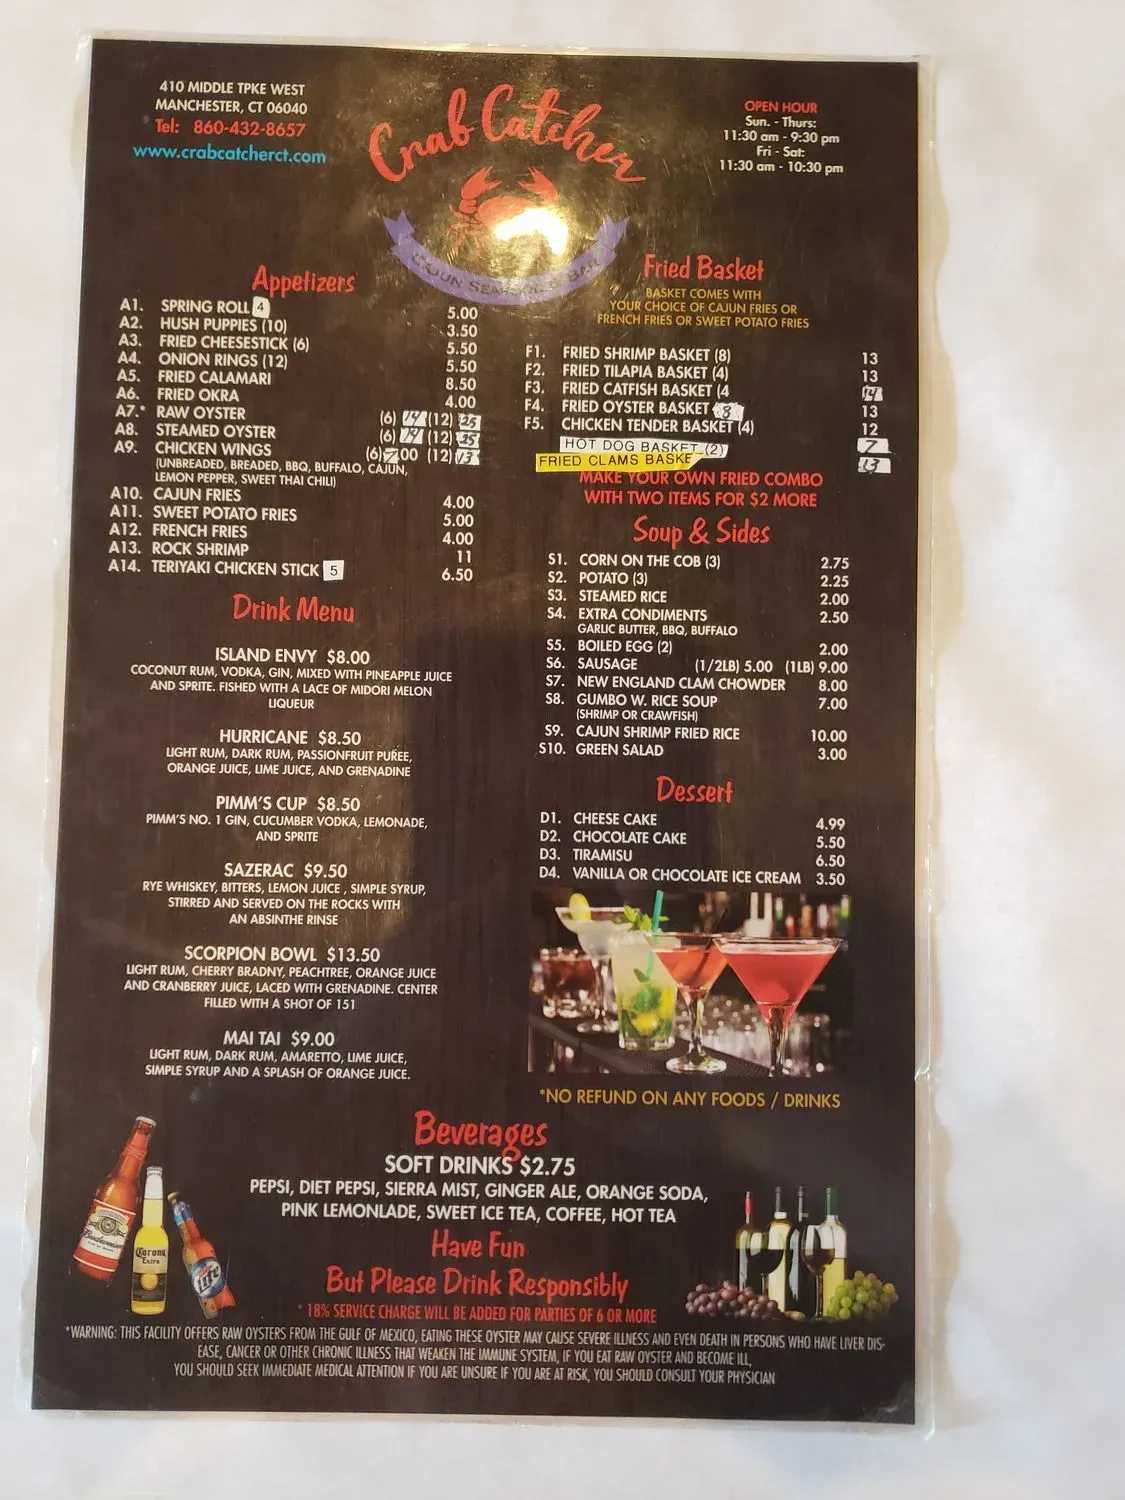 410 MIDDLE TPKE WEST
MANCHESTER, CT 06040
Tel: 860-432-8657
www.crabcatcherct.com
Crab Catcher
CAJUN SEAFOOD & BAR
OPEN HOUR
Sun. - Thurs:
11:30 am - 9:30 pm
Fri - Sat:
11:30 am - 10:30 pm
Appetizers
A1. SPRING ROLL 4 5.00
A2. HUSH PUPPIES (10) 3.50
A3. FRIED CHEESESTICK (6) 5.50
A4. ONION RINGS (12) 5.50
A5. FRIED CALAMARI 8.50
A6. FRIED OKRA 4.00
A7.* RAW OYSTER (6) 14 (12) 25
A8. STEAMED OYSTER (6) 19 (12) 35
A9. CHICKEN WINGS (6) 7.00 (12) 13
(UNBREADED, BREADED, BBQ, BUFFALO, CAJUN,
LEMON PEPPER, SWEET THAI CHILI)
A10. CAJUN FRIES 4.00
A11. SWEET POTATO FRIES 5.00
A12. FRENCH FRIES 4.00
A13. ROCK SHRIMP 11
A14. TERIYAKI CHICKEN STICK 5 6.50
Drink Menu
ISLAND ENVY $8.00
COCONUT RUM, VODKA, GIN, MIXED WITH PINEAPPLE JUICE
AND SPRITE. FISHED WITH A LACE OF MIDORI MELON
LIQUEUR
HURRICANE $8.50
LIGHT RUM, DARK RUM, PASSIONFRUIT PURÉE,
ORANGE JUICE, LIME JUICE, AND GRENADINE
PIMM'S CUP $8.50
PIMM'S NO. 1 GIN, CUCUMBER VODKA, LEMONADE,
AND SPRITE
SAZERAC $9.50
RYE WHISKEY, BITTERS, LEMON JUICE , SIMPLE SYRUP,
STIRRED AND SERVED ON THE ROCKS WITH
AN ABSINTHE RINSE
SCORPION BOWL $13.50
LIGHT RUM, CHERRY BRADNY, PEACHTREE, ORANGE JUICE
AND CRANBERRY JUICE, LACED WITH GRENADINE. CENTER
FILLED WITH A SHOT OF 151
MAI TAI $9.00
LIGHT RUM, DARK RUM, AMARETTO, LIME JUICE,
SIMPLE SYRUP AND A SPLASH OF ORANGE JUICE.
Fried Basket
BASKET COMES WITH
YOUR CHOICE OF CAJUN FRIES OR
FRENCH FRIES OR SWEET POTATO FRIES
F1. FRIED SHRIMP BASKET (8) 13
F2. FRIED TILAPIA BASKET (4) 13
F3. FRIED CATFISH BASKET (4 14
F4. FRIED OYSTER BASKET 8 13
F5. CHICKEN TENDER BASKET (4) 12
HOT DOG BASKET (2) 7
FRIED CLAMS BASKE 13
MAKE YOUR OWN FRIED COMBO
WITH TWO ITEMS FOR $2 MORE
Soup & Sides
S1. CORN ON THE COB (3) 2.75
S2. POTATO (3) 2.25
S3. STEAMED RICE 2.00
S4. EXTRA CONDIMENTS 2.50
GARLIC BUTTER, BBQ, BUFFALO
S5. BOILED EGG (2) 2.00
S6. SAUSAGE (1/2LB) 5.00 (1LB) 9.00
S7. NEW ENGLAND CLAM CHOWDER 8.00
S8. GUMBO W. RICE SOUP 7.00
(SHRIMP OR CRAWFISH)
S9. CAJUN SHRIMP FRIED RICE 10.00
S10. GREEN SALAD 3.00
Dessert
D1. CHEESE CAKE 4.99
D2. CHOCOLATE CAKE 5.50
D3. TIRAMISU 6.50
D4. VANILLA OR CHOCOLATE ICE CREAM 3.50
*NO REFUND ON ANY FOODS / DRINKS
Beverages
SOFT DRINKS $2.75
PEPSI, DIET PEPSI, SIERRA MIST, GINGER ALE, ORANGE SODA,
PINK LEMONLADE, SWEET ICE TEA, COFFEE, HOT TEA
Budweiser
Corona
Extra
Lite
Have Fun
But Please Drink Responsibly
* 18% SERVICE CHARGE WILL BE ADDED FOR PARTIES OF 6 OR MORE
*WARNING: THIS FACILITY OFFERS RAW OYSTERS FROM THE GULF OF MEXICO, EATING THESE OYSTER MAY CAUSE SEVERE ILLNESS AND EVEN DEATH IN PERSONS WHO HAVE LIVER DIS-
EASE, CANCER OR OTHER CHRONIC ILLNESS THAT WEAKEN THE IMMUNE SYSTEM, IF YOU EAT RAW OYSTER AND BECOME ILL,
YOU SHOULD SEEK IMMEDIATE MEDICAL ATTENTION IF YOU ARE UNSURE IF YOU ARE AT RISK, YOU SHOULD CONSULT YOUR PHYSICIAN